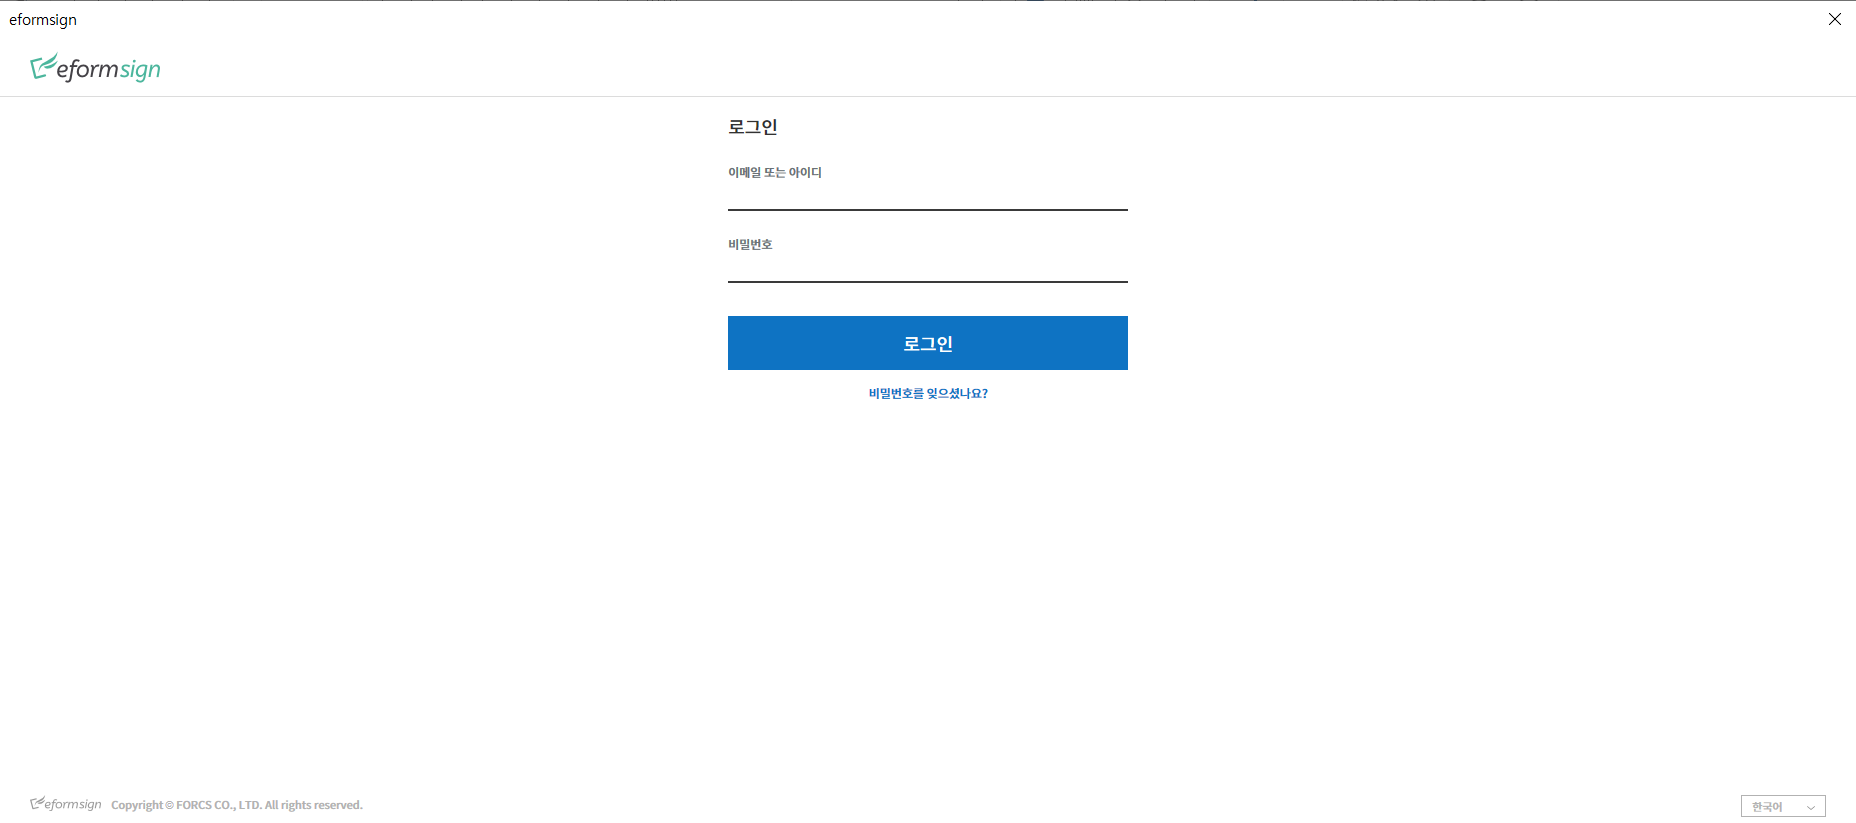 eformsign
eformsign
로그인
이메일 또는 아이디
비밀번호
로그인
비밀번호를 잊으셨나요?
eformsign Copyright © FORCS CO., LTD. All rights reserved.
한국어